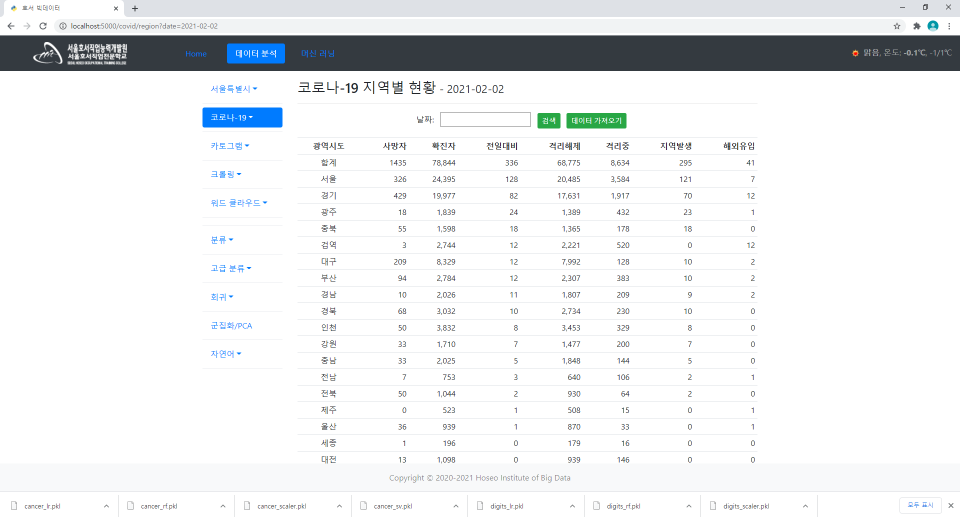 호서 빅데이터
localhost:5000/covid/region?date=2021-02-02
서울호서직업능력개발원
서울호서직업전문학교
Home 데이터 분석 머신 러닝 맑음, 온도: -0.1℃, -1/1℃
서울특별시
코로나-19
카토그램
크롤링
워드 클라우드
분류
고급 분류
회귀
군집화/PCA
자연어
코로나-19 지역별 현황 - 2021-02-02
날짜: 검색 데이터 가져오기
광역시도 사망자 확진자 전일대비 격리해제 격리중 지역발생 해외유입
합계 1435 78,844 336 68,775 8,634 295 41
서울 326 24,395 128 20,485 3,584 121 7
경기 429 19,977 82 17,631 1,917 70 12
광주 18 1,839 24 1,389 432 23 1
충북 55 1,598 18 1,365 178 18 0
검역 3 2,744 12 2,221 520 0 12
대구 209 8,329 12 7,992 128 10 2
부산 94 2,784 12 2,307 383 10 2
경남 10 2,026 11 1,807 209 9 2
경북 68 3,032 10 2,734 230 10 0
인천 50 3,832 8 3,453 329 8 0
강원 33 1,710 7 1,477 200 7 0
충남 33 2,025 5 1,848 144 5 0
전남 7 753 3 640 106 2 1
전북 50 1,044 2 930 64 2 0
제주 0 523 1 508 15 0 1
울산 36 939 1 870 33 0 1
세종 1 196 0 179 16 0 0
대전 13 1,098 0 939 146 0 0
Copyright © 2020-2021 Hoseo Institute of Big Data
cancer_lr.pkl cancer_rf.pkl cancer_scaler.pkl cancer_sv.pkl digits_lr.pkl digits_rf.pkl digits_scaler.pkl 모두 표시